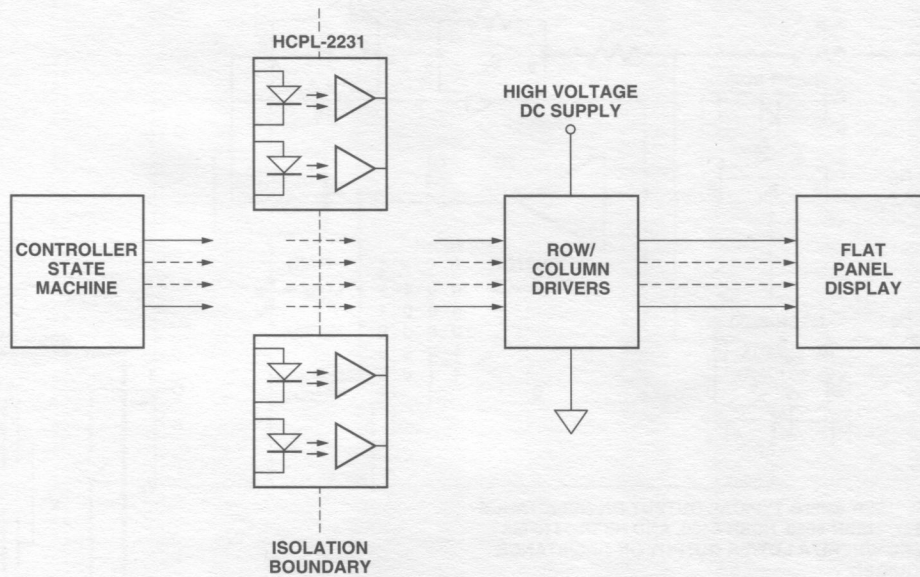 HCPL-2231
HIGH VOLTAGE
DC SUPPLY
CONTROLLER
STATE
MACHINE
ROW/
COLUMN
DRIVERS
FLAT
PANEL
DISPLAY
ISOLATION
BOUNDARY